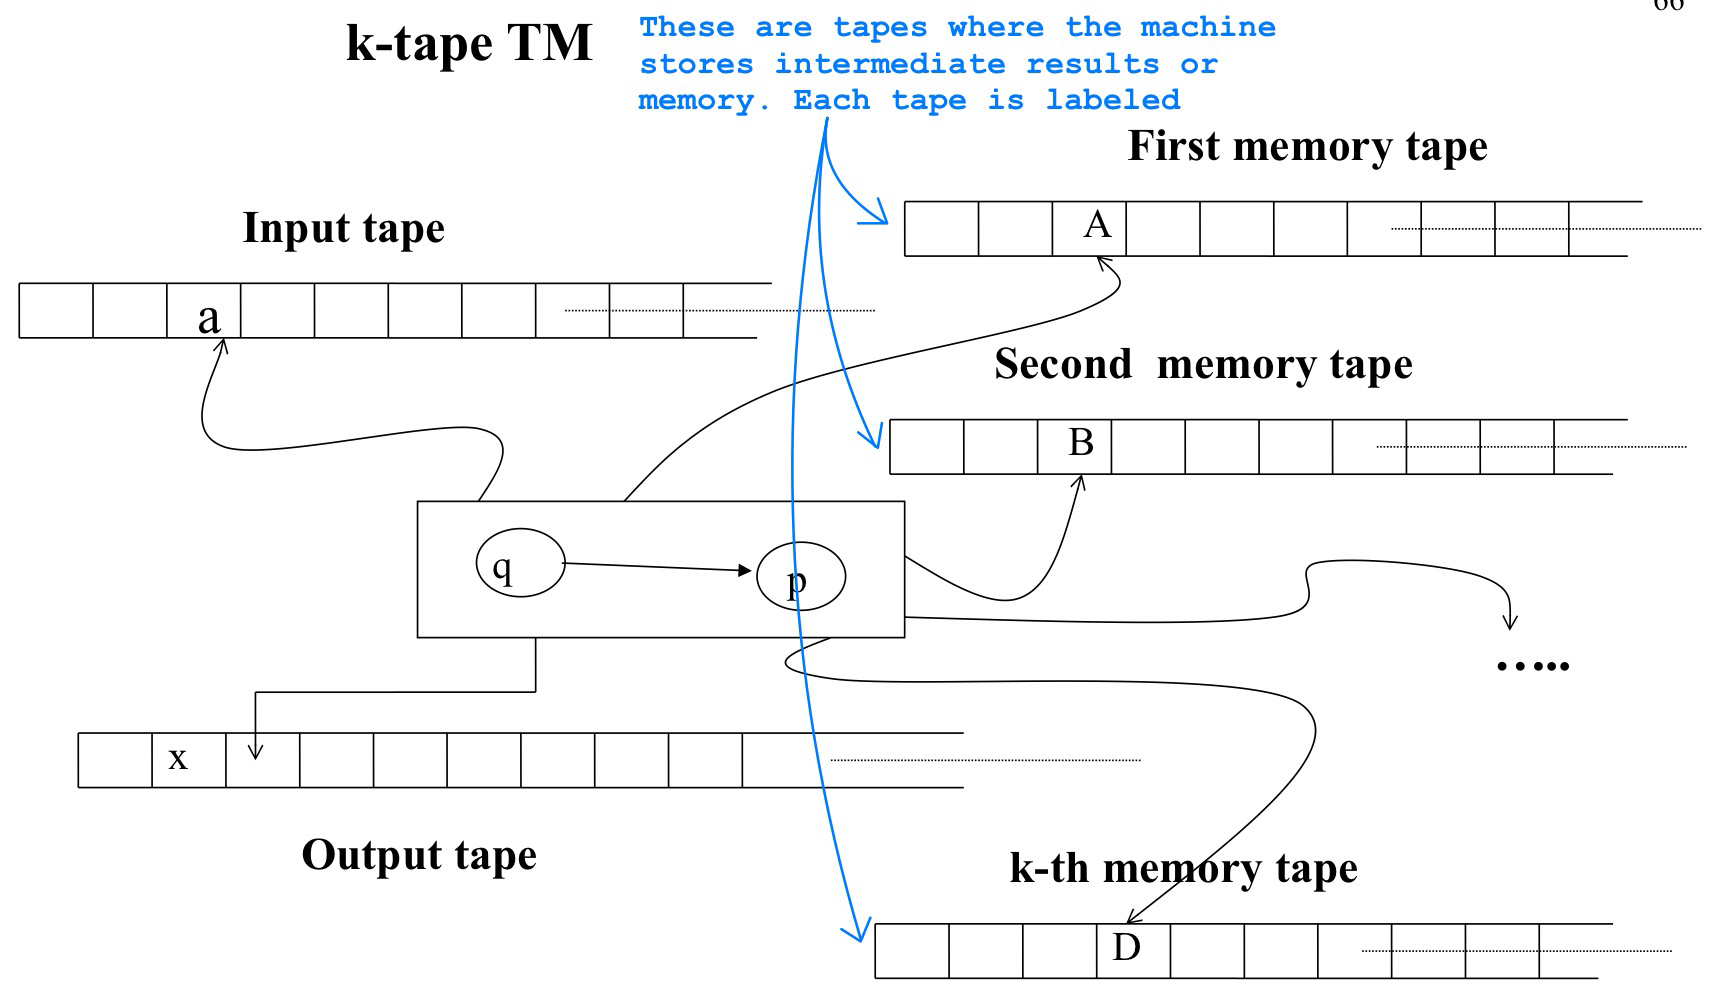 66
k-tape TM
These are tapes where the machine
stores intermediate results or
memory. Each tape is labeled
First memory tape
A
Input tape
a
Second memory tape
B
q
p
.....
x
Output tape
k-th memory tape
D